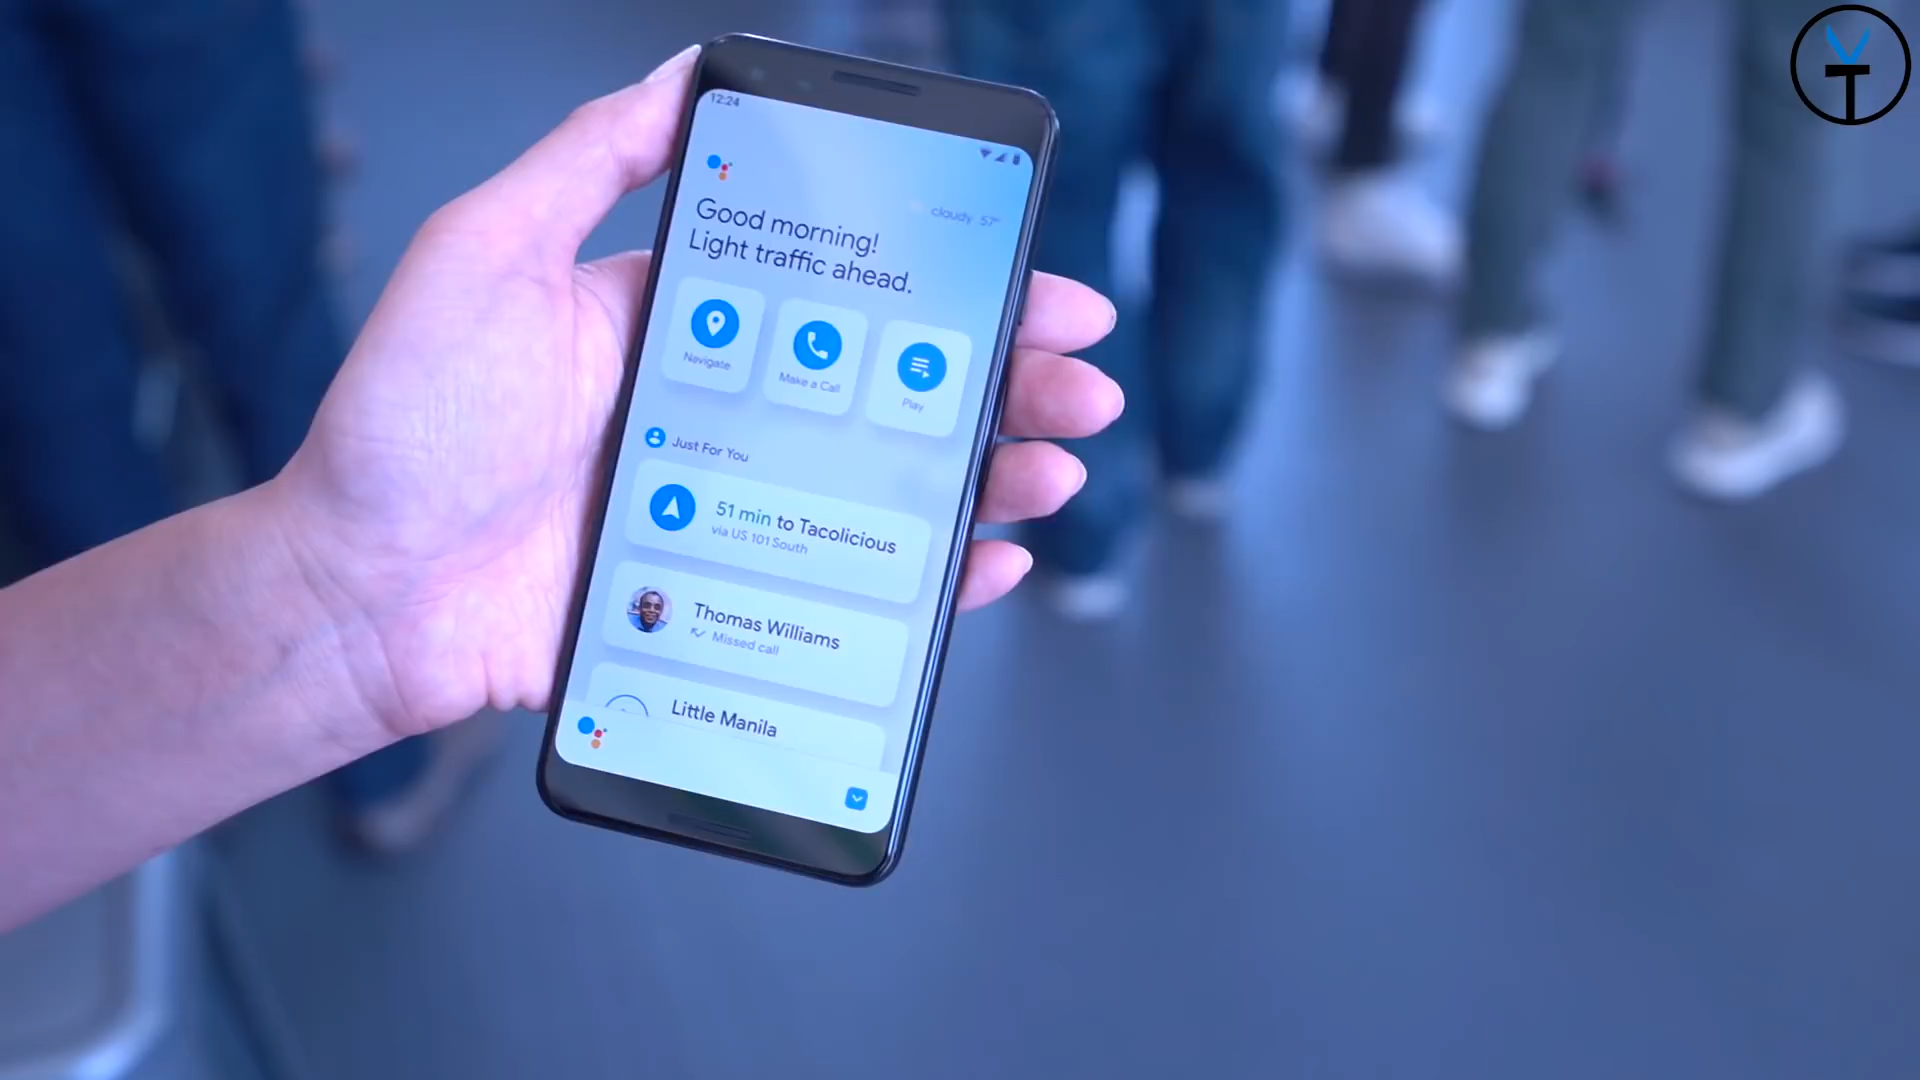 12:24
cloudy 57°
Good morning!
Light traffic ahead.
Navigate
Make a Call
Play
Just For You
51 min to Tacolicious
via US 101 South
Thomas Williams
Missed call
Little Manila
VT